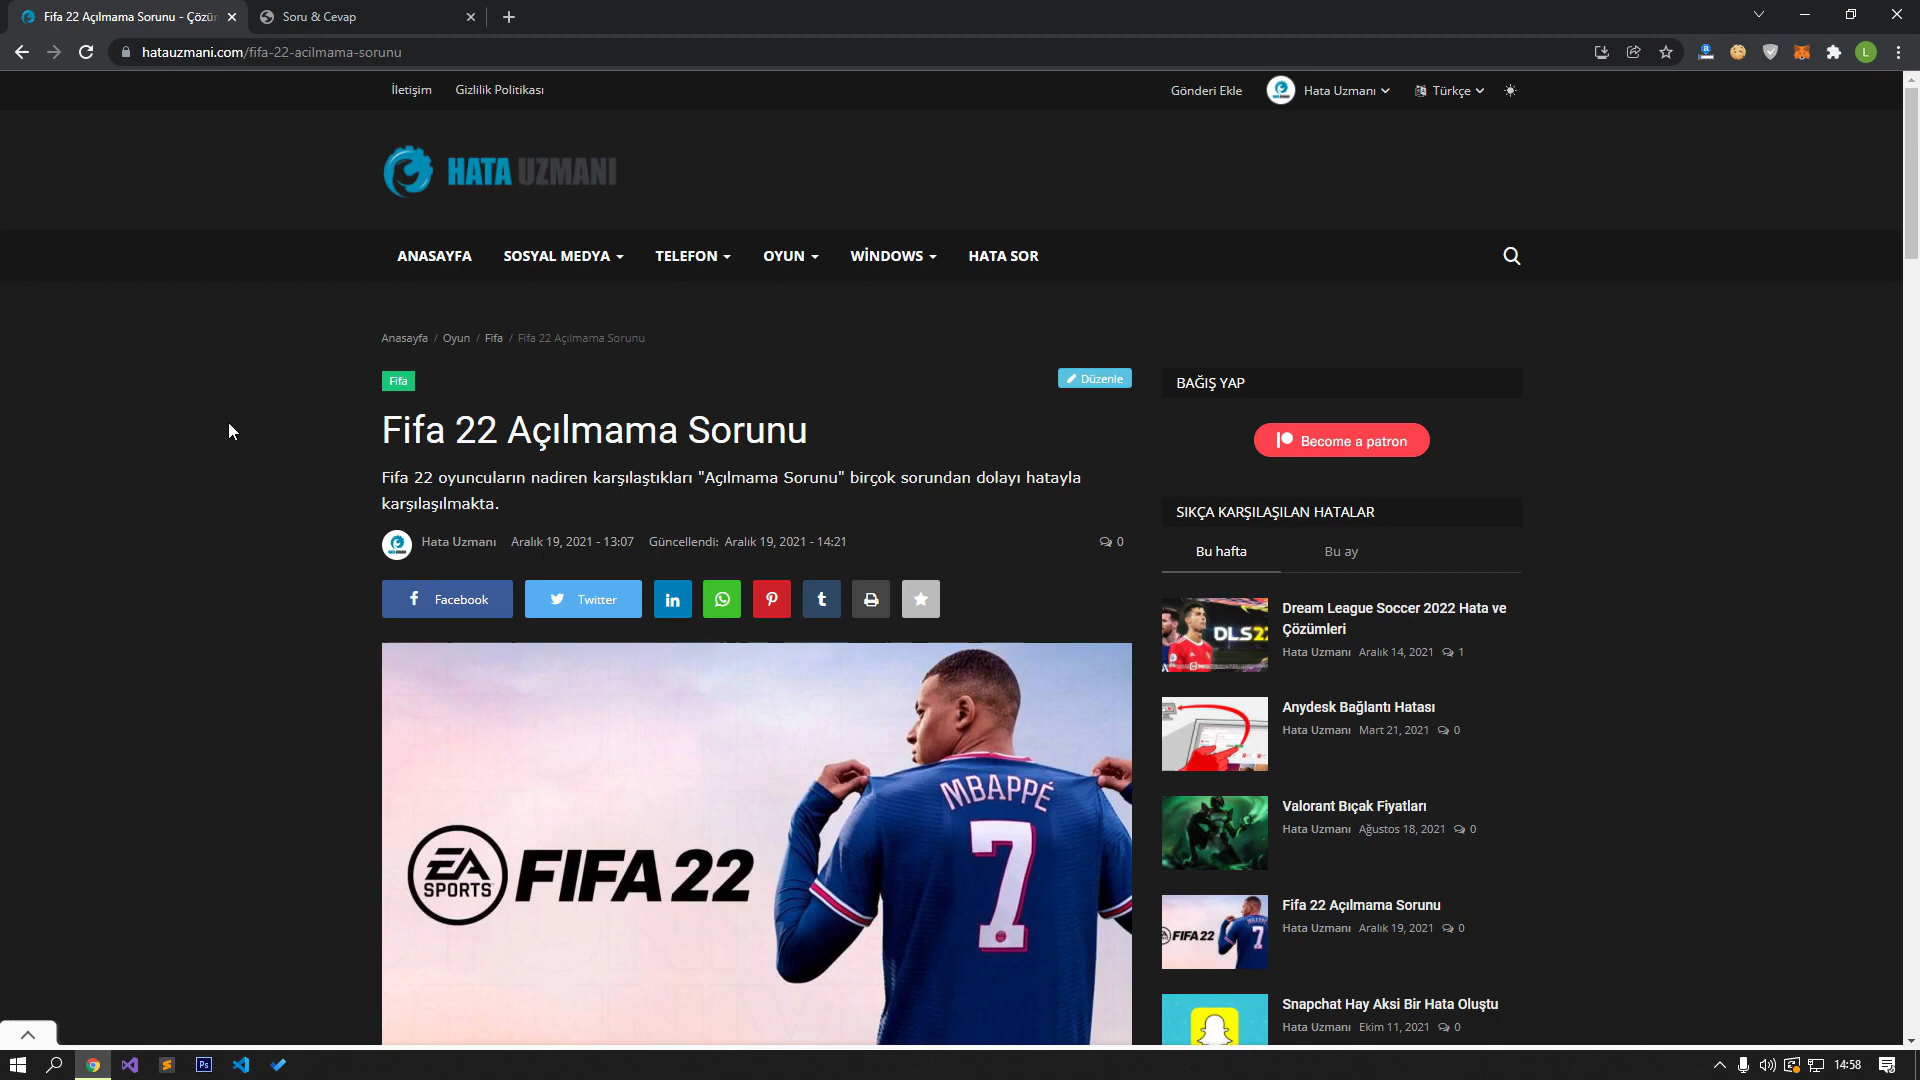 Fifa 22 Açılmama Sorunu - Çözü
Soru & Cevap
hatauzmani.com/fifa-22-acilmama-sorunu
L
İletişim
Gizlilik Politikası
Gönderi Ekle
Hata Uzmanı
Türkçe
HATA UZMANI
ANASAYFA
SOSYAL MEDYA
TELEFON
OYUN
WİNDOWS
HATA SOR
Anasayfa / Oyun / Fifa / Fifa 22 Açılmama Sorunu
Fifa
Düzenle
Fifa 22 Açılmama Sorunu
Fifa 22 oyuncuların nadiren karşılaştıkları "Açılmama Sorunu" birçok sorundan dolayı hatayla
karşılaşılmakta.
Hata Uzmanı Aralık 19, 2021 - 13:07 Güncellendi: Aralık 19, 2021 - 14:21
0
Facebook
Twitter
MBAPPÉ
7
EA
SPORTS
FIFA 22
BAĞIŞ YAP
Become a patron
SIKÇA KARŞILAŞILAN HATALAR
Bu hafta
Bu ay
DLS22
Dream League Soccer 2022 Hata ve
Çözümleri
Hata Uzmanı Aralık 14, 2021 1
Anydesk Bağlantı Hatası
Hata Uzmanı Mart 21, 2021 0
Valorant Bıçak Fiyatları
Hata Uzmanı Ağustos 18, 2021 0
FIFA 22
7
Fifa 22 Açılmama Sorunu
Hata Uzmanı Aralık 19, 2021 0
Snapchat Hay Aksi Bir Hata Oluştu
Hata Uzmanı Ekim 11, 2021 0
Ps
14:58